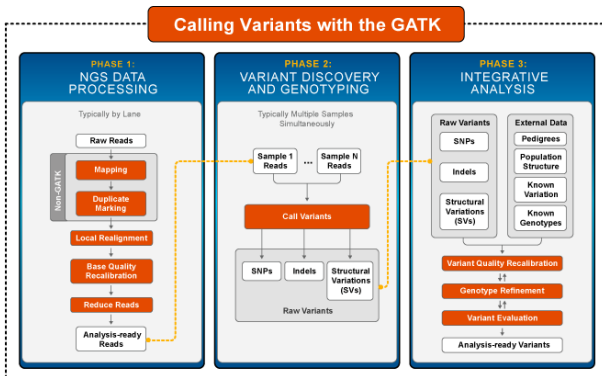 Calling Variants with the GATK
PHASE 1:
NGS DATA
PROCESSING
Typically by Lane
Raw Reads
Non-GATK
Mapping
Duplicate
Marking
Local Realignment
Base Quality
Recalibration
Reduce Reads
Analysis-ready
Reads
PHASE 2:
VARIANT DISCOVERY
AND GENOTYPING
Typically Multiple Samples
Simultaneously
Sample 1
Reads
...
Sample N
Reads
Call Variants
SNPs
Indels
Structural
Variations
(SVs)
Raw Variants
PHASE 3:
INTEGRATIVE
ANALYSIS
Raw Variants
SNPs
Indels
Structural
Variations
(SVs)
External Data
Pedigrees
Population
Structure
Known
Variation
Known
Genotypes
Variant Quality Recalibration
Genotype Refinement
Variant Evaluation
Analysis-ready Variants